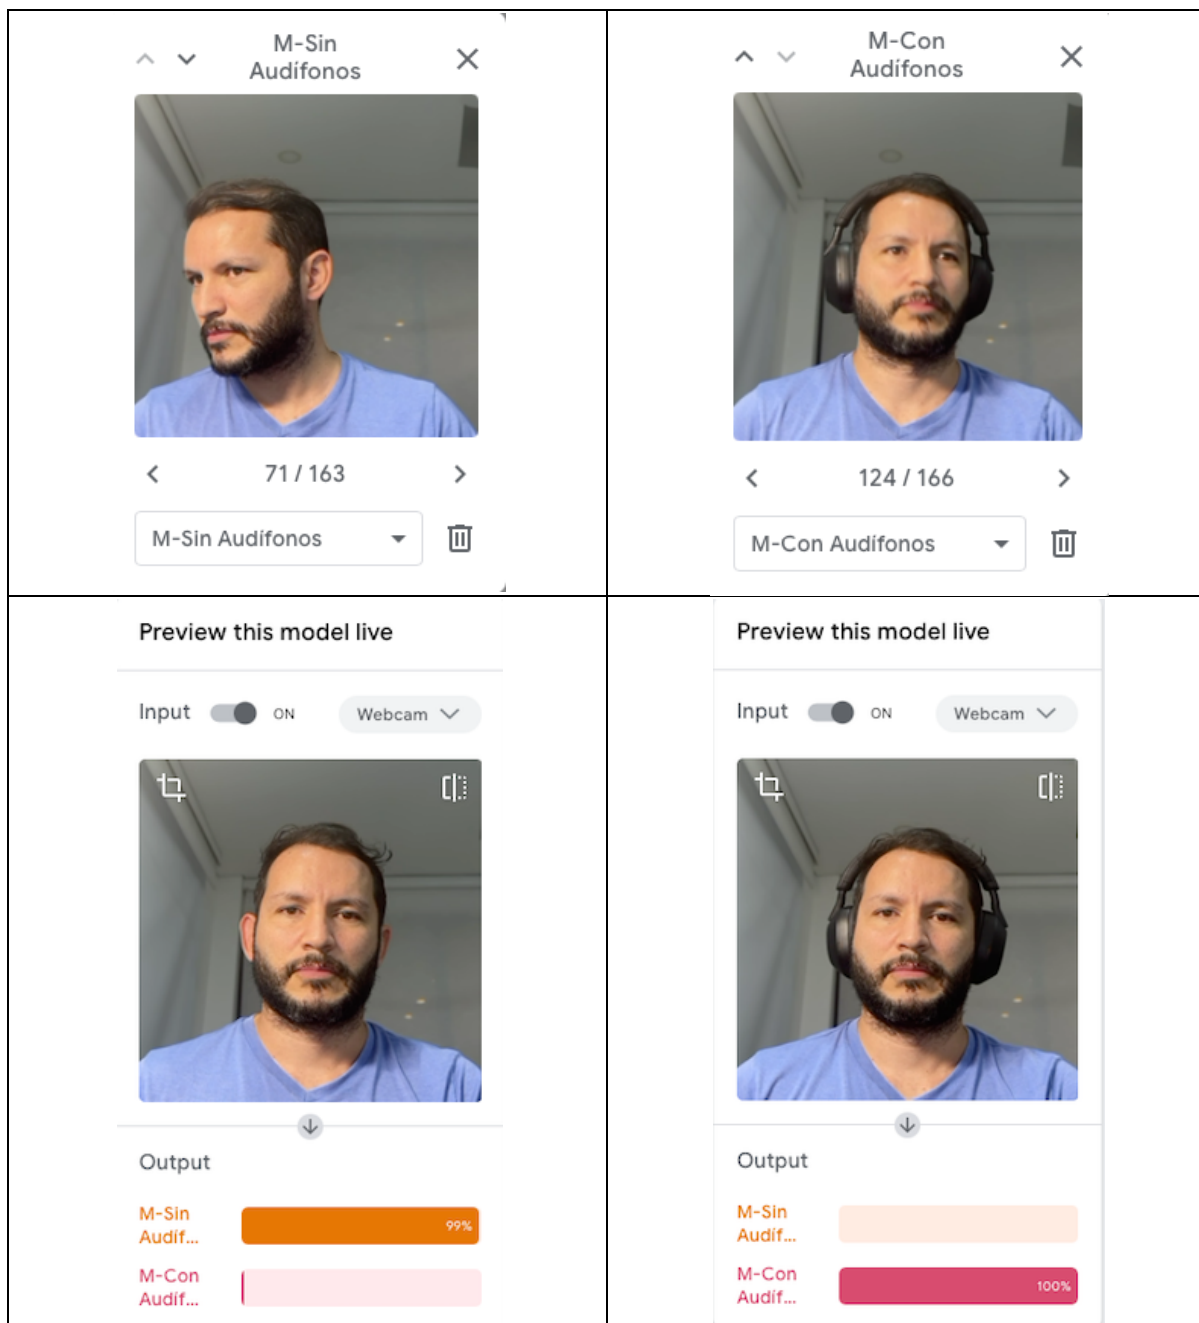 M-Sin
Audífonos
71 / 163
M-Sin Audífonos
M-Con
Audífonos
124 / 166
M-Con Audífonos
Preview this model live
Input ON Webcam
Output
M-Sin
Audíf...
99%
M-Con
Audíf...
Preview this model live
Input ON Webcam
Output
M-Sin
Audíf...
M-Con
Audíf...
100%